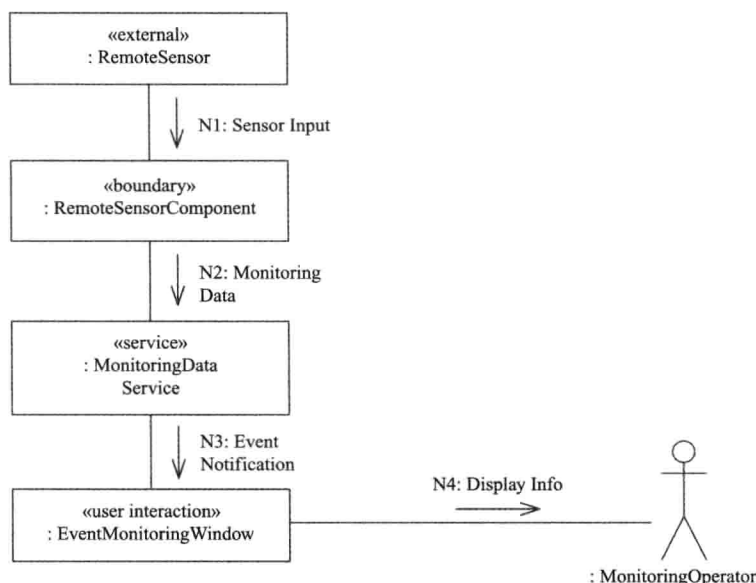 «external»
: RemoteSensor
N1: Sensor Input
«boundary»
: RemoteSensorComponent
N2: Monitoring
Data
«service»
: MonitoringData
Service
N3: Event
Notification
«user interaction»
: EventMonitoringWindow
N4: Display Info
: MonitoringOperator